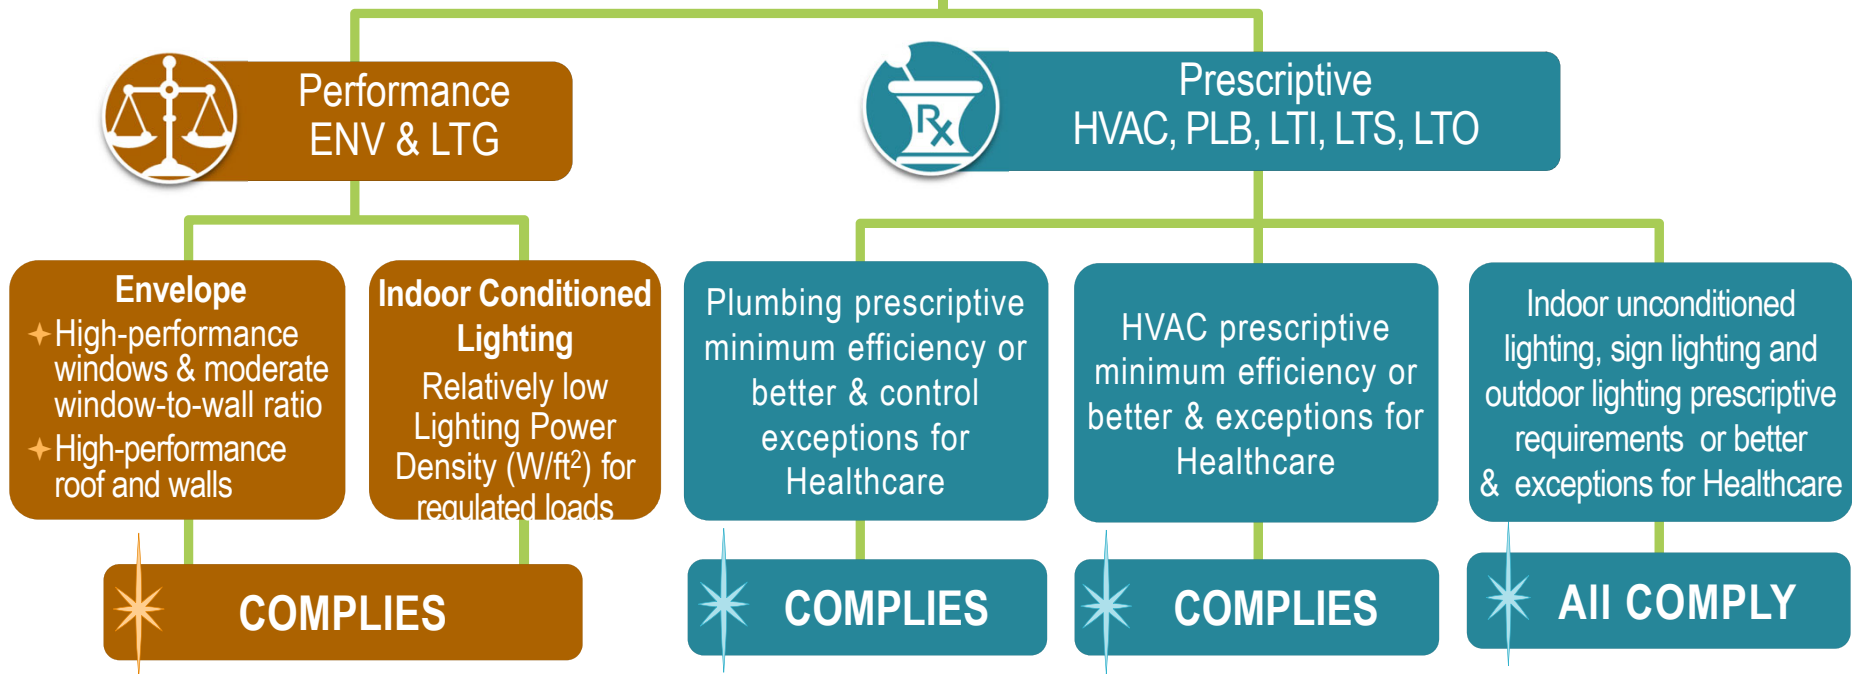 Performance
ENV & LTG
Rx
Prescriptive
HVAC, PLB, LTI, LTS, LTO
Envelope
High-performance
windows & moderate
window-to-wall ratio
High-performance
roof and walls
Indoor Conditioned
Lighting
Relatively low
Lighting Power
Density (W/ft²) for
regulated loads
Plumbing prescriptive
minimum efficiency or
better & control
exceptions for
Healthcare
HVAC prescriptive
minimum efficiency or
better & exceptions for
Healthcare
Indoor unconditioned
lighting, sign lighting and
outdoor lighting prescriptive
requirements or better
& exceptions for Healthcare
COMPLIES
COMPLIES
COMPLIES
All COMPLY